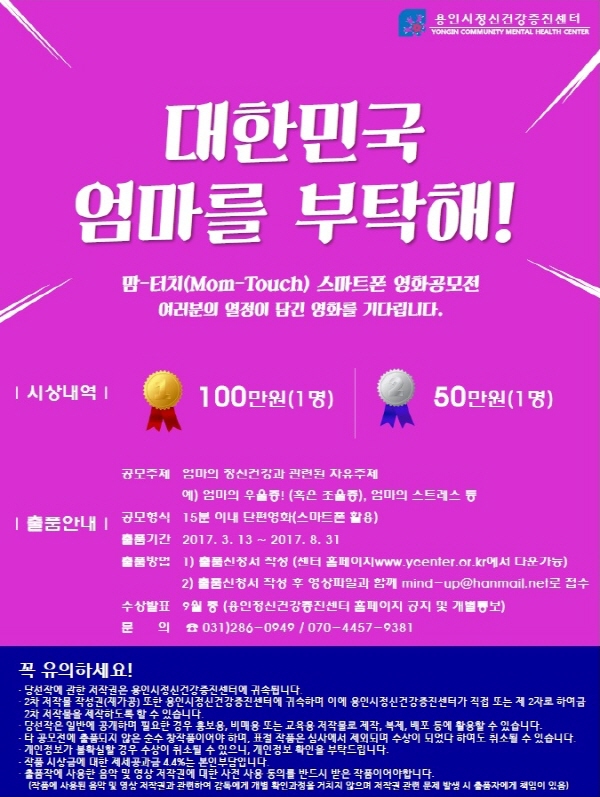 용인시정신건강증진센터
YONGIN COMMUNITY MENTAL HEALTH CENTER
대한민국
엄마를 부탁해!
맘-터치(Mom-Touch) 스마트폰 영화공모전
여러분의 열정이 담긴 영화를 기다립니다.
| 시상내역 | 100만원(1명) 50만원(1명)
공모주제 엄마의 정신건강과 관련된 자유주제
예) 엄마의 우울증! (혹은 조울증), 엄마의 스트레스 등
공모형식 15분 이내 단편영화(스마트폰 활용)
| 출품안내 |
출품기간 2017. 3. 13 ~ 2017. 8. 31
출품방법 1) 출품신청서 작성 (센터 홈페이지www.ycenter.or.kr에서 다운가능)
2) 출품신청서 작성 후 영상파일과 함께 mind-up@hanmail.net로 접수
수상발표 9월 중 (용인정신건강증진센터 홈페이지 공지 및 개별통보)
문 의 ☎ 031)286-0949 / 070-4457-9381
꼭 유의하세요!
- 당선작에 관한 저작권은 용인시정신건강증진센터에 귀속됩니다.
- 2차 저작물 작성권(재가공) 또한 용인시정신건강증진센터에 귀속하며 이에 용인시정신건강증진센터가 직접 또는 제 2자로 하여금
2차 저작물을 제작하도록 할 수 있습니다.
- 당선작은 일반에 공개하며 필요한 경우 홍보용, 비매용 또는 교육용 저작물로 제작, 복제, 배포 등에 활용할 수 있습니다.
- 타 공모전에 출품되지 않은 순수 창작품이어야 하며, 표절 작품은 심사에서 제외되며 수상이 되었다 하여도 취소될 수 있습니다.
- 개인정보가 불확실할 경우 수상이 취소될 수 있으니, 개인정보 확인을 부탁드립니다.
- 작품 시상금에 대한 제세공과금 4.4%는 본인부담입니다.
- 출품작에 사용한 음악 및 영상 저작권에 대한 사전 사용 동의를 반드시 받은 작품이어야합니다.
(작품에 사용된 음악 및 영상 저작권과 관련하여 감독에게 개별 확인과정을 거치지 않으며 저작권 관련 문제 발생 시 출품자에게 책임이 있음)